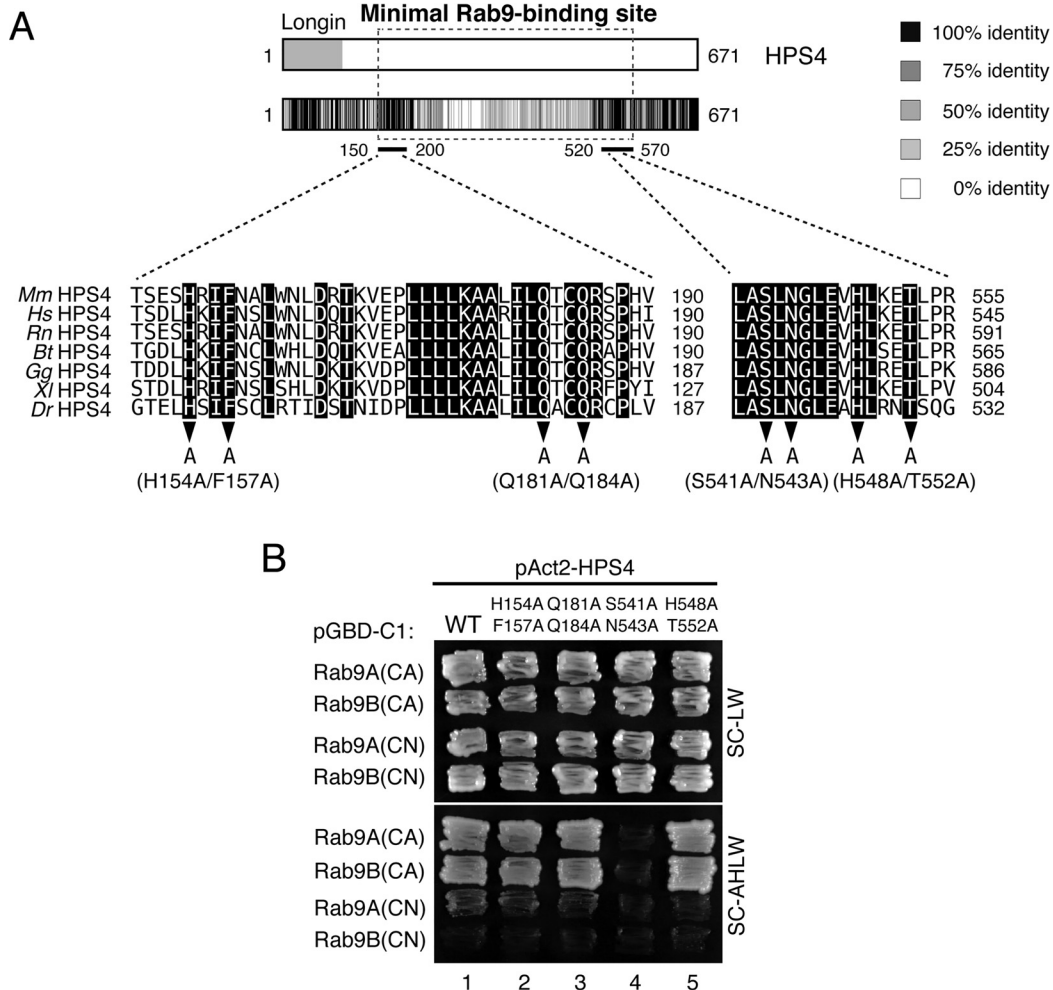 A
Minimal Rab9-binding site
Longin
1 671 HPS4
1 671
150 200 520 570
100% identity
75% identity
50% identity
25% identity
0% identity
Mm HPS4 TSESHRIFNALWNLDRTKVEPLLLLKAALILQTCQRSPHV 190 LASLNGLEVHLKETLPR 555
Hs HPS4 TSDLHKIFNSLWNLDQTKVEPLLLLKAARILQTCQRSPHI 190 LASLNGLEVHLKETLPR 545
Rn HPS4 TSESHRIFNALWNLDRTKVEPLLLLKAALILQTCQRSPHV 190 LASLNGLEVHLKETLPR 591
Bt HPS4 TGDLHKIFNCLWHLDQTKVEALLLLKAALILQTCQRAPHV 190 LASLNGLEVHLSETLPR 565
Gg HPS4 TDDLHKIFNSLWNLDKTKVDPLLLLKAALILQTCQRSPHV 187 LASLNGLEVHLRETLPK 586
Xl HPS4 STDLHRIFNSLSHLDKTKVDPLLLLKAALILQTCQRFPYI 127 LASLNGLEVHLKETLPV 504
Dr HPS4 GTELHSIFSCLRTIDSTNIDPLLLLKAALILQACQRCPLV 187 LASLNGLEAHLRNTSQG 532
A A A A A A A A
(H154A/F157A) (Q181A/Q184A) (S541A/N543A) (H548A/T552A)
B
pAct2-HPS4
H154A Q181A S541A H548A
pGBD-C1: WT F157A Q184A N543A T552A
Rab9A(CA)
Rab9B(CA)
Rab9A(CN)
Rab9B(CN)
SC-LW
Rab9A(CA)
Rab9B(CA)
Rab9A(CN)
Rab9B(CN)
SC-AHLW
1 2 3 4 5